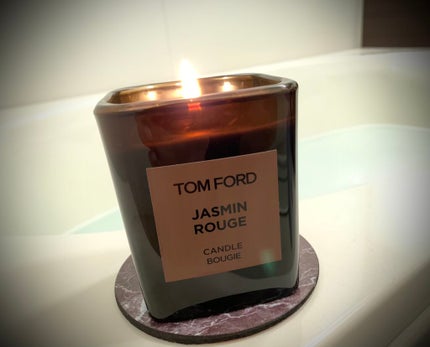 TOM FORD
JASMIN
ROUGE
CANDLE
BOUGIE